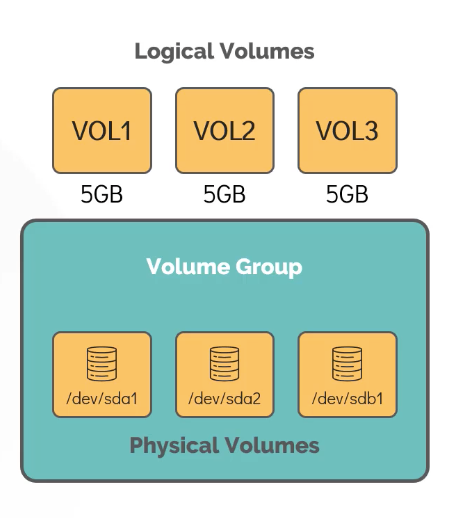 Logical Volumes
VOL1 VOL2 VOL3
5GB 5GB 5GB
Volume Group
/dev/sda1 /dev/sda2 /dev/sdb1
Physical Volumes